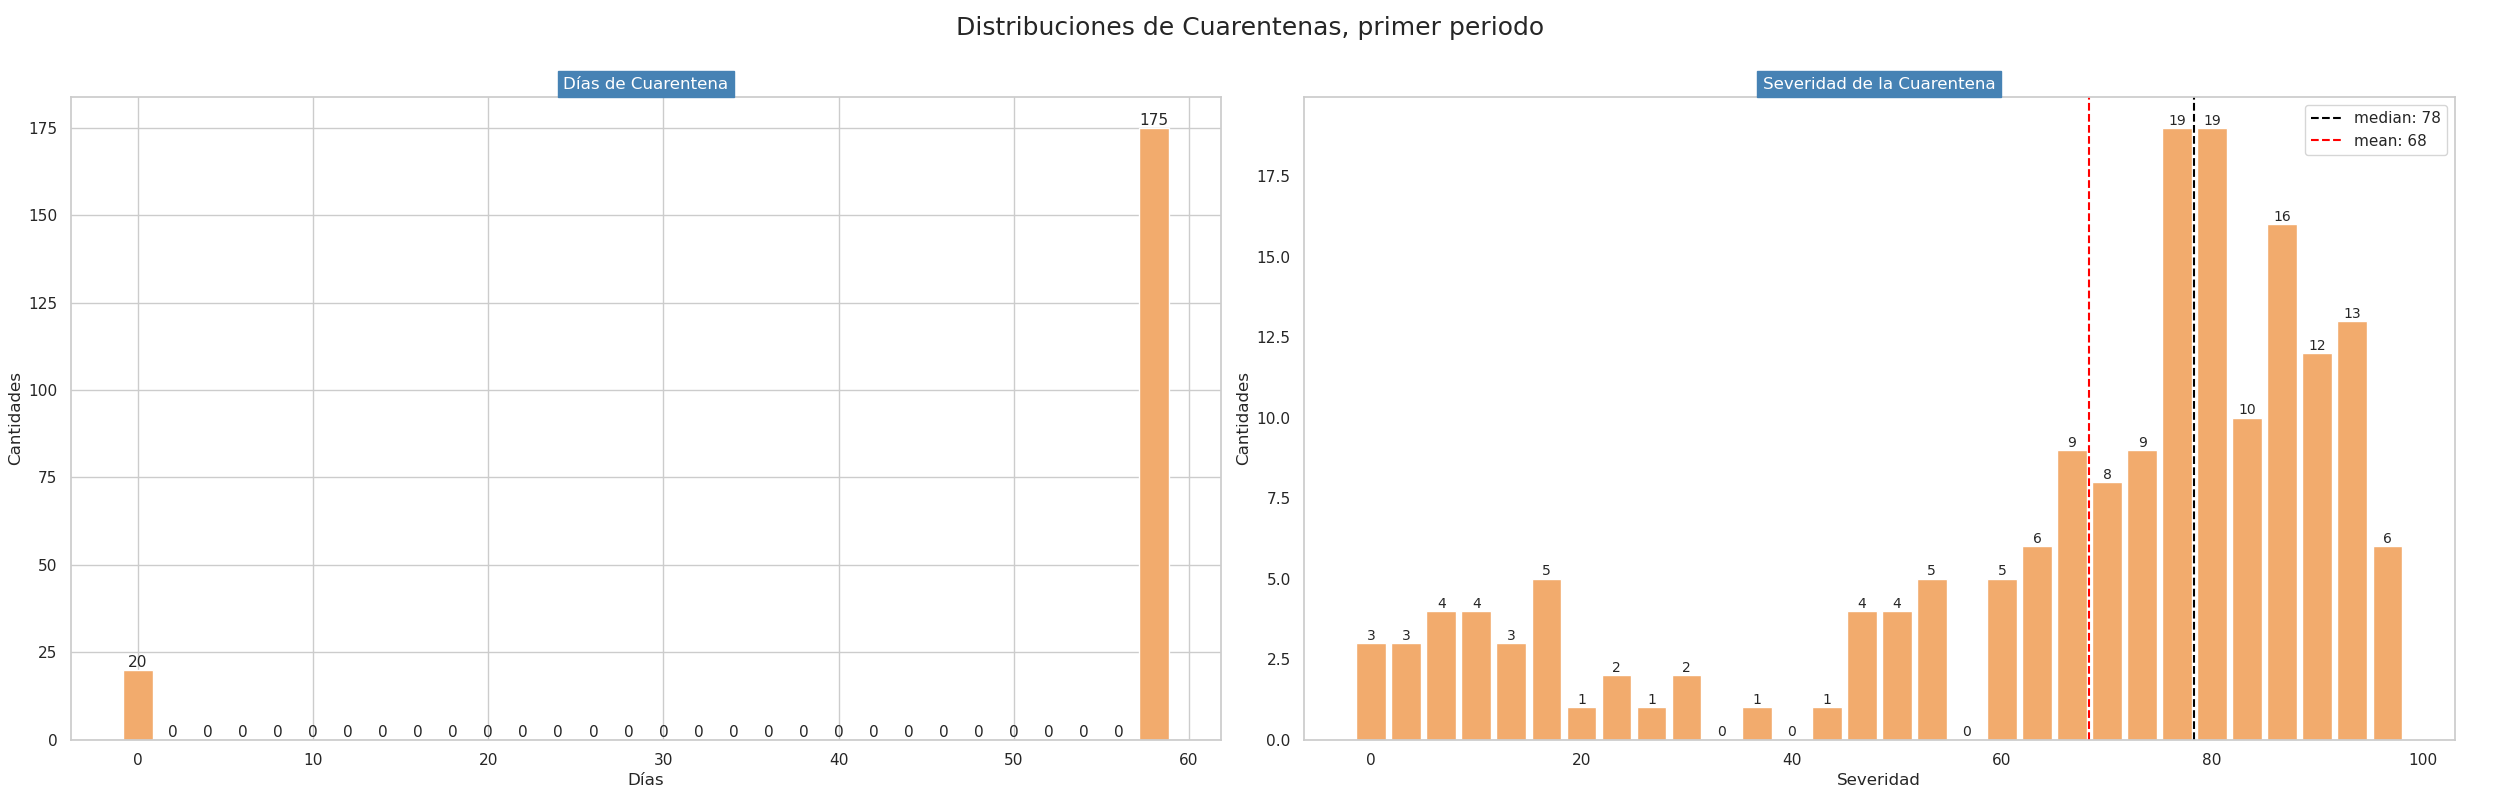 Distribuciones de Cuarentenas, primer periodo
Días de Cuarentena
175
150
125
100
75
50
25
0
Cantidades
20
0 0 0 0 0 0 0 0 0 0 0 0 0 0 0 0 0 0 0 0 0 0 0 0 0 0 0 0
175
0 10 20 30 40 50 60
Días
Severidad de la Cuarentena
median: 78
mean: 68
17.5
15.0
12.5
10.0
7.5
5.0
2.5
0.0
Cantidades
3 3 4 4 3 5 1 2 1 2 0 1 0 1 4 4 5 0 5 6 9 8 9 19 19 10 16 12 13 6
0 20 40 60 80 100
Severidad